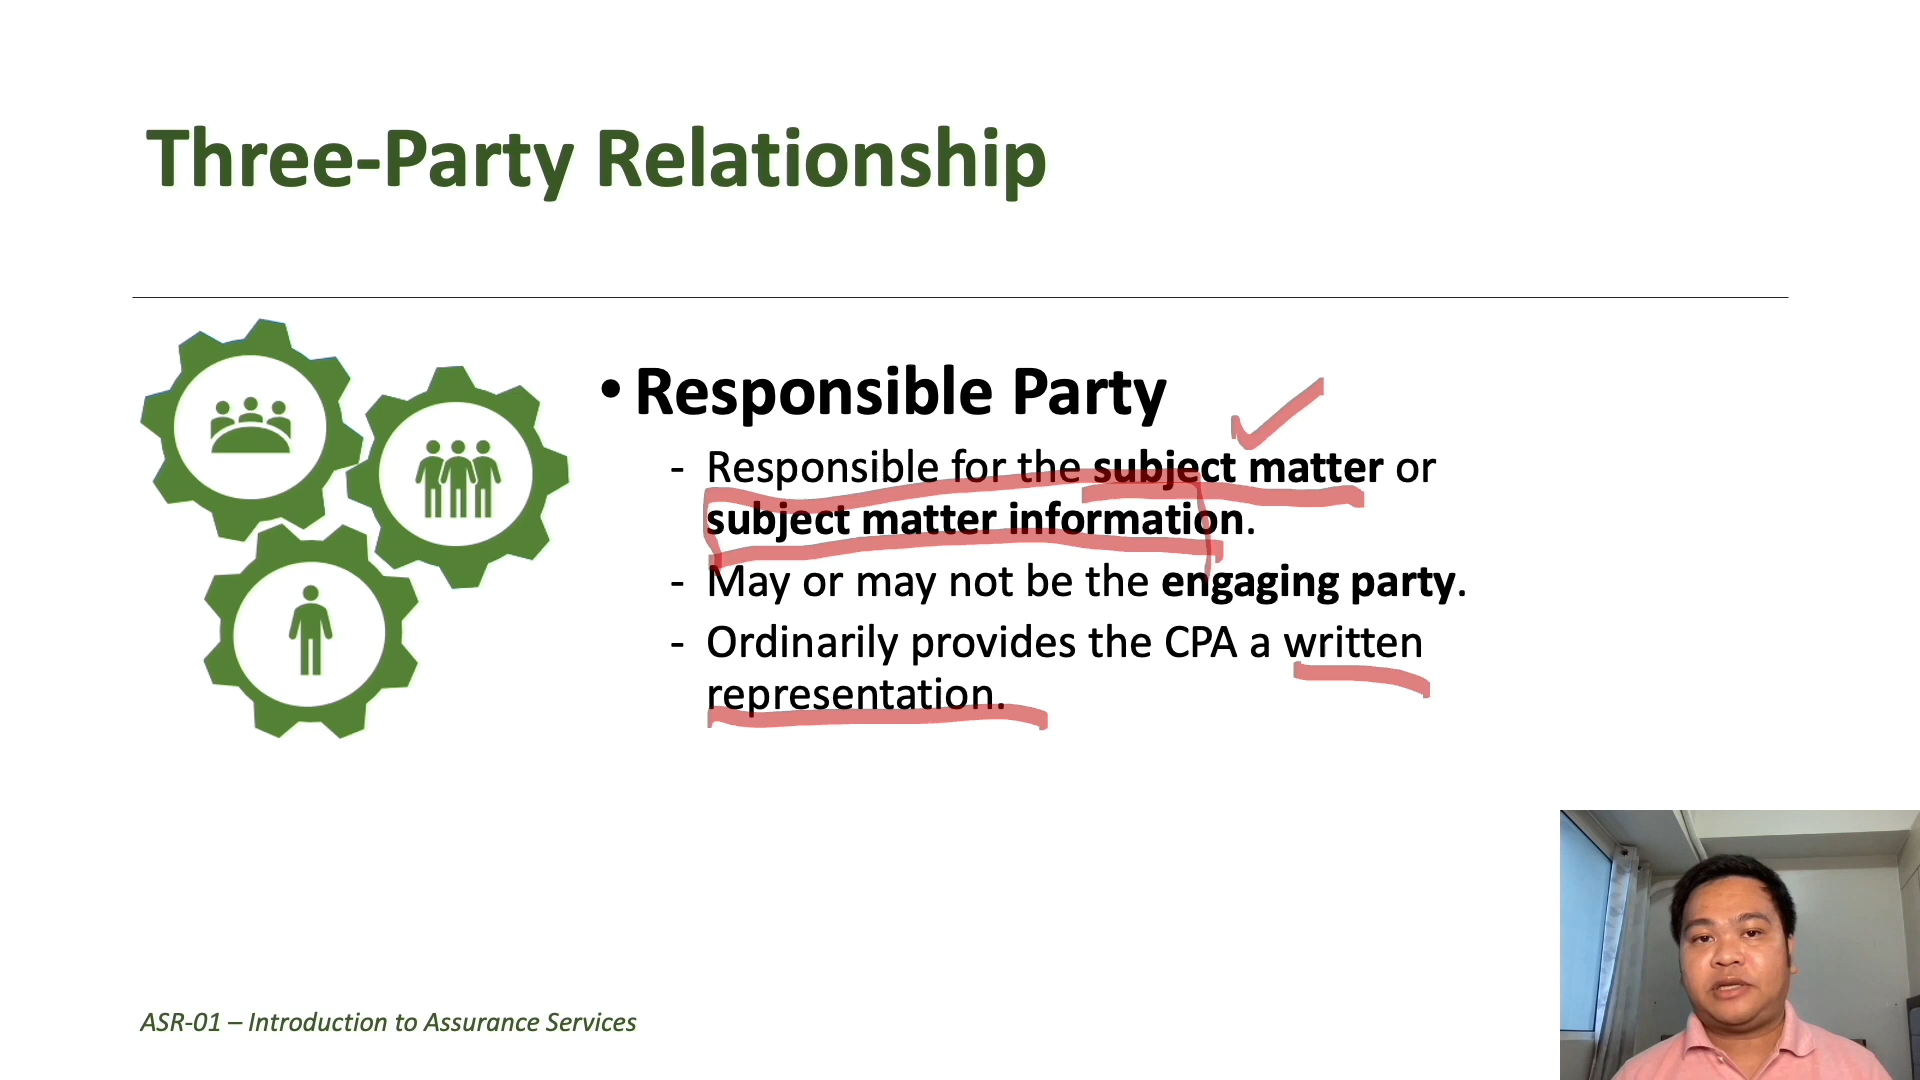 Three-Party Relationship
• Responsible Party
- Responsible for the subject matter or
subject matter information.
- May or may not be the engaging party.
- Ordinarily provides the CPA a written
representation.
ASR-01 – Introduction to Assurance Services